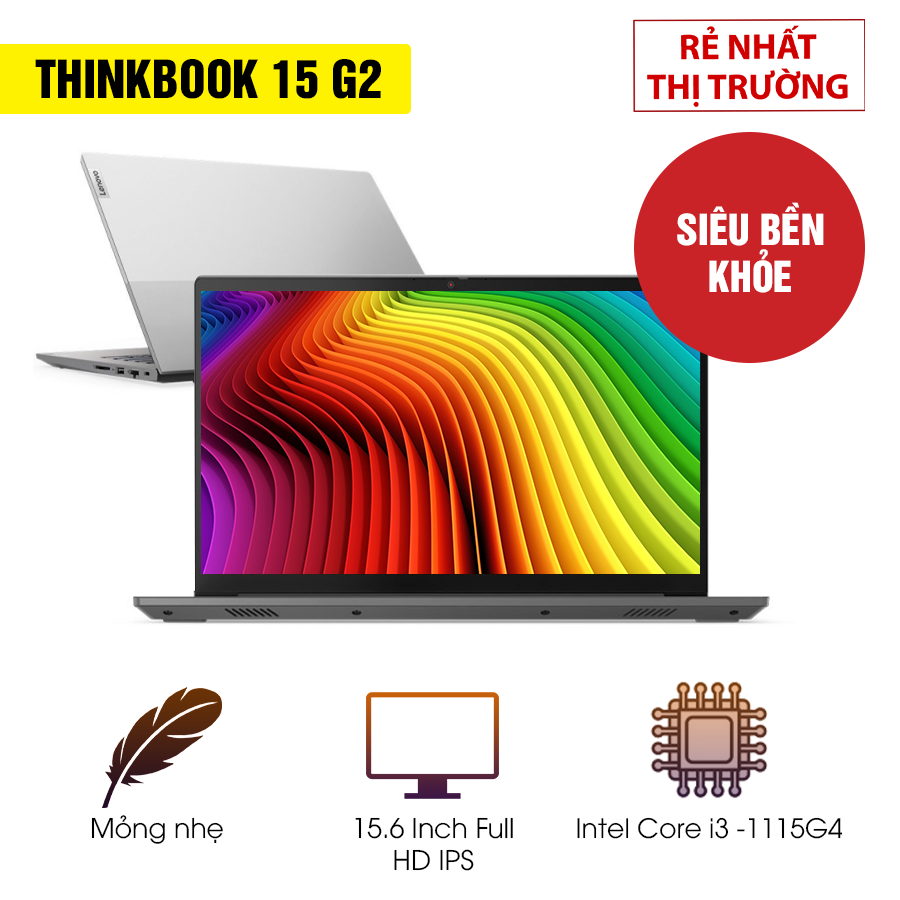 THINKBOOK 15 G2
RẺ NHẤT
THỊ TRƯỜNG
SIÊU BỀN
KHỎE
Lenovo
Mỏng nhẹ
15.6 Inch Full
HD IPS
Intel Core i3 -1115G4